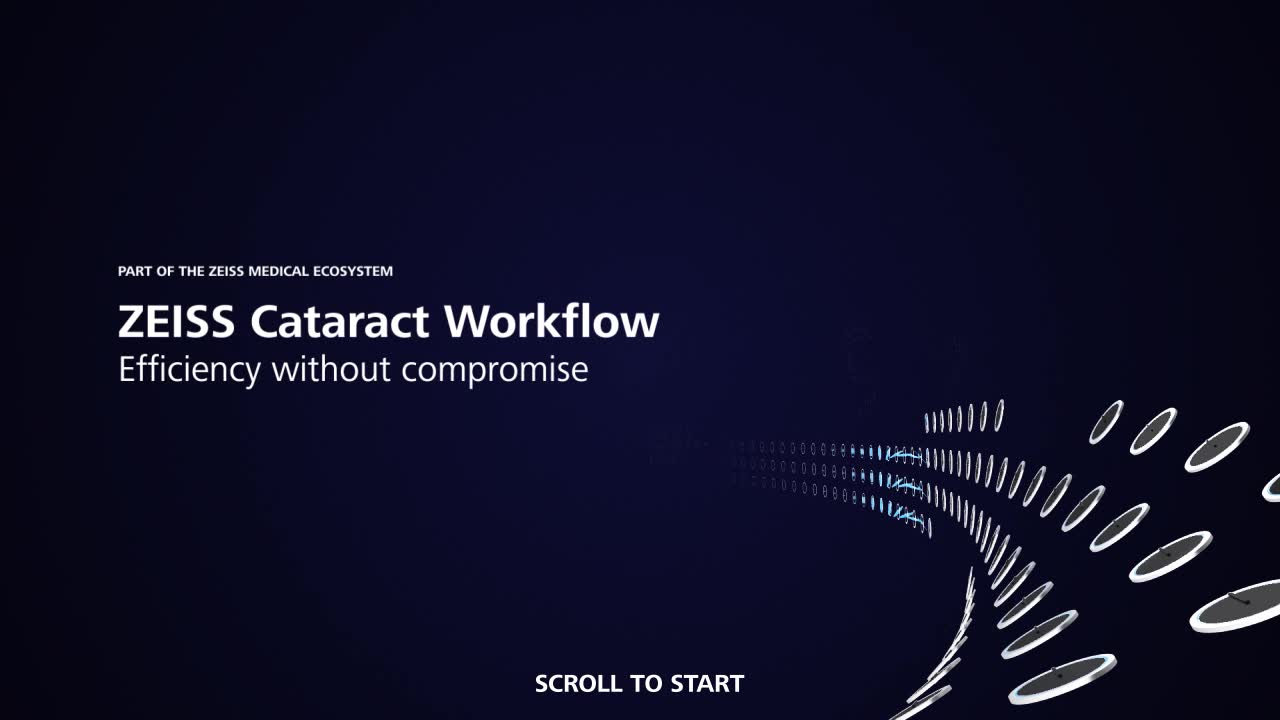 PART OF THE ZEISS MEDICAL ECOSYSTEM
ZEISS Cataract Workflow
Efficiency without compromise
SCROLL TO START